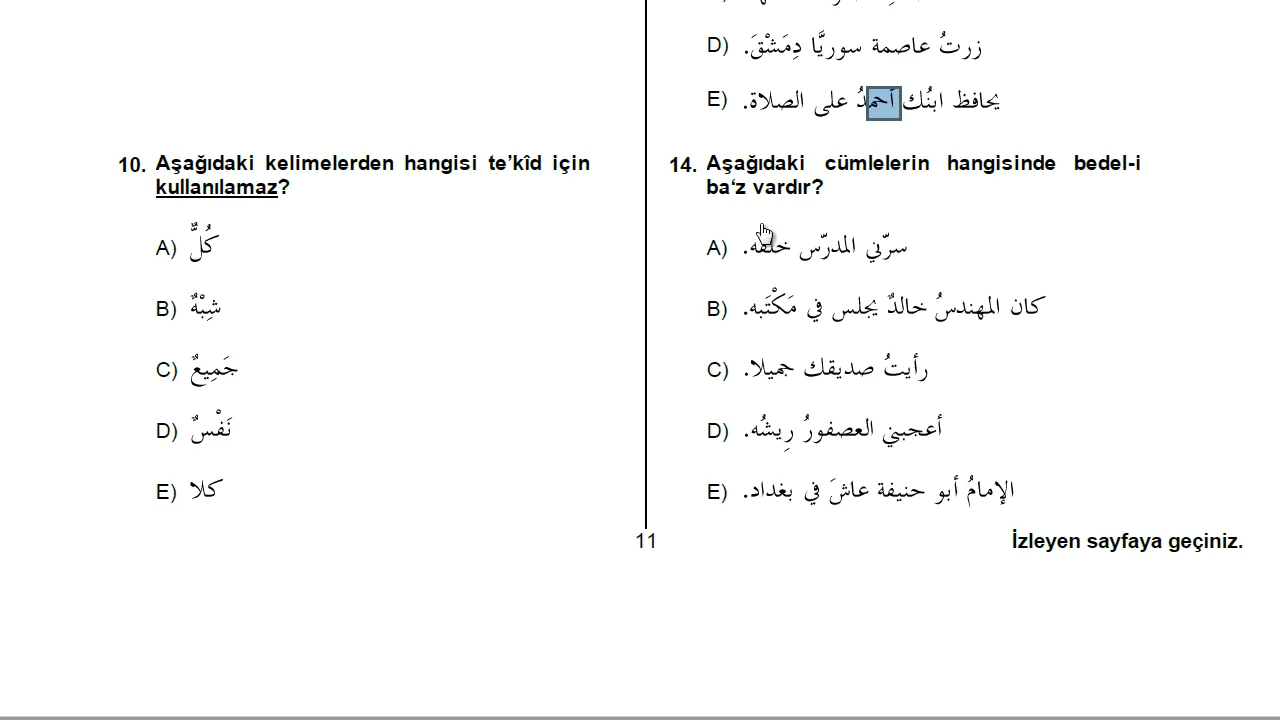 10. Aşağıdaki kelimelerden hangisi te’kîd için
kullanılamaz?
A) كُلٌّ
B) شِبْهٌ
C) جَمِيعٌ
D) نَفْسٌ
E) كلا
D) زرتُ عاصمة سوريَّا دِمَشْقَ.
E) يحافظ ابنُك أحمدُ على الصلاة.
14. Aşağıdaki cümlelerin hangisinde bedel-i
ba‘z vardır?
A) سرّني المدرّس خلقه.
B) كان المهندسُ خالدٌ يجلس في مَكْتَبه.
C) رأيتُ صديقك جميلا.
D) أعجبني العصفورُ رِيشُه.
E) الإمامُ أبو حنيفة عاشَ في بغداد.
11
İzleyen sayfaya geçiniz.